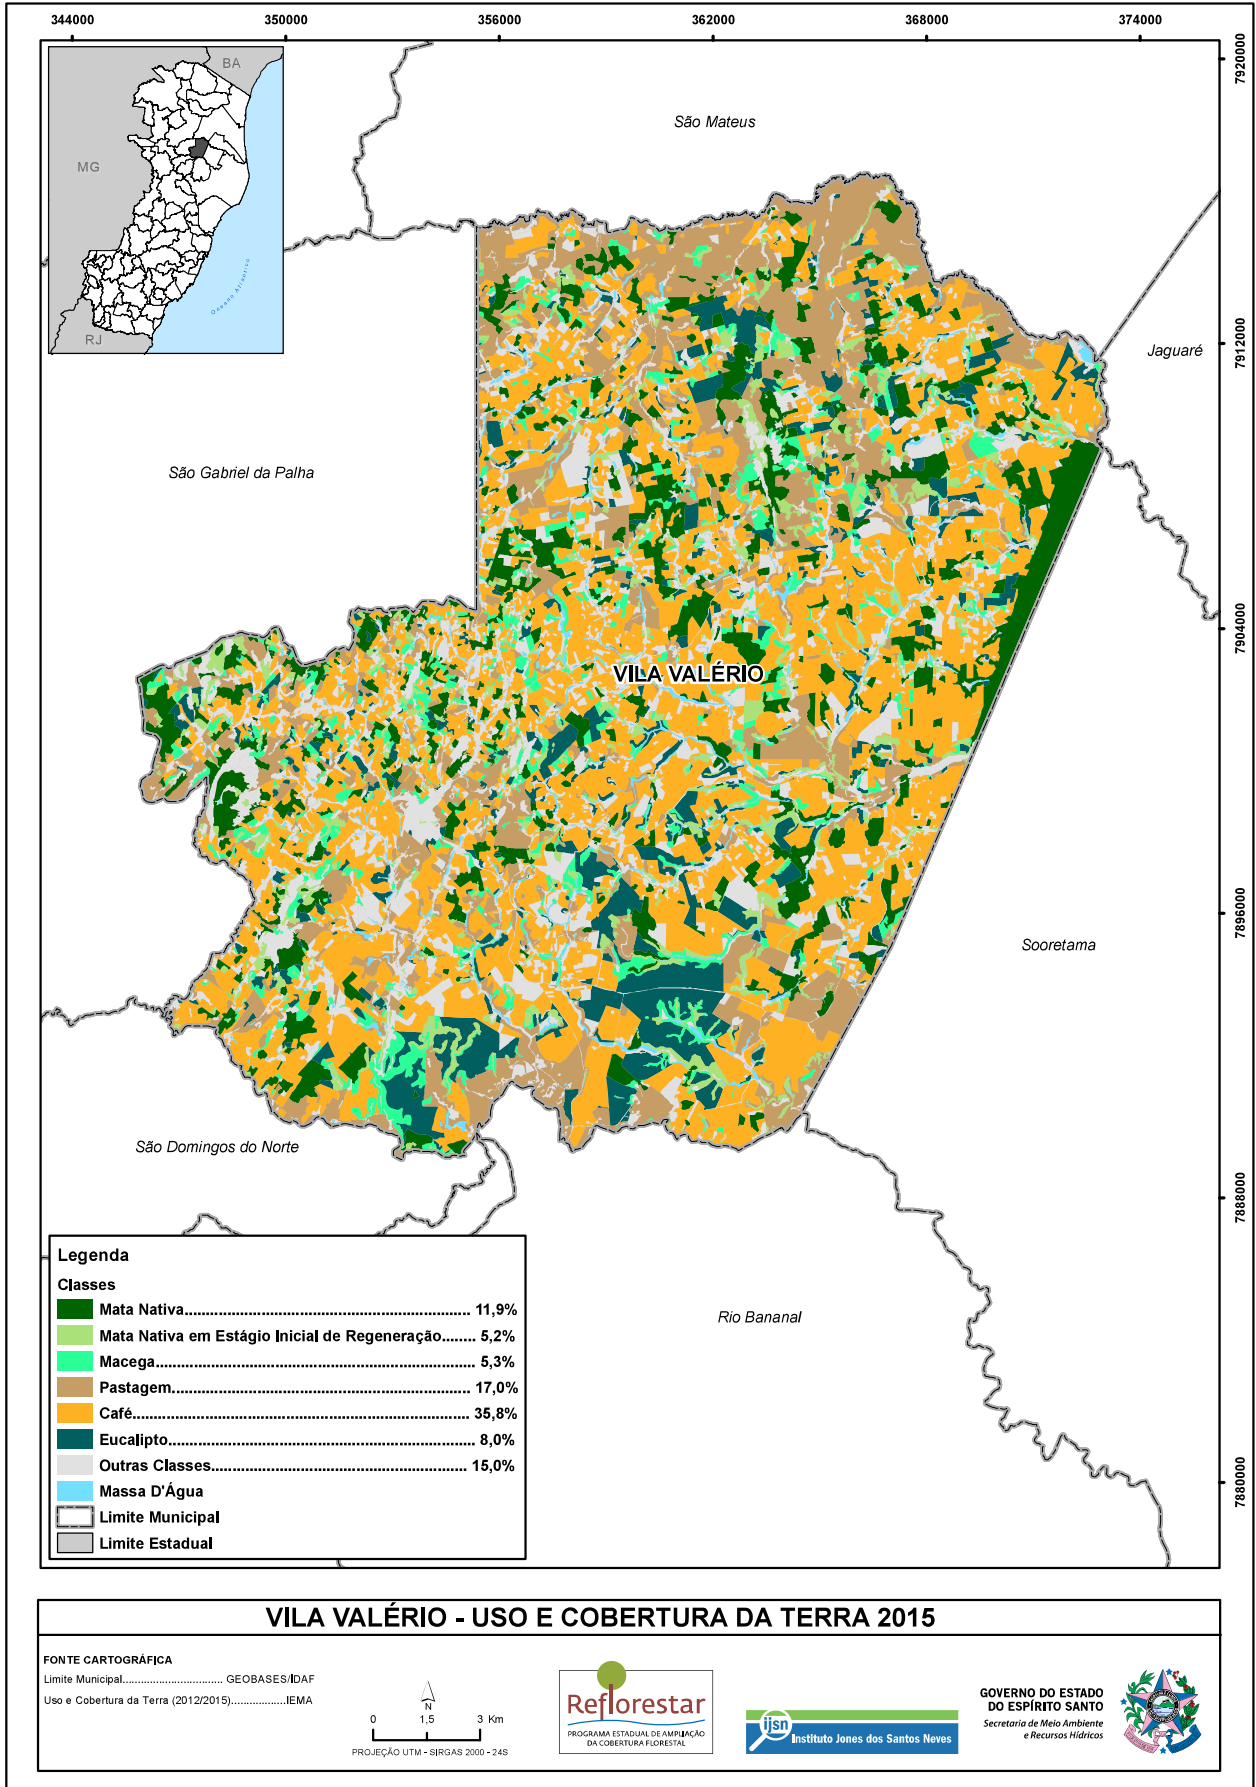 344000 350000 356000 362000 368000 374000
7920000
7912000
7904000
7896000
7888000
7880000
BA
MG
RJ
Oceano Atlântico
São Mateus
Jaguaré
São Gabriel da Palha
VILA VALÉRIO
Sooretama
São Domingos do Norte
Rio Bananal
Legenda
Classes
Mata Nativa................................................................ 11,9%
Mata Nativa em Estágio Inicial de Regeneração........ 5,2%
Macega........................................................................ 5,3%
Pastagem.................................................................... 17,0%
Café............................................................................. 35,8%
Eucalipto..................................................................... 8,0%
Outras Classes........................................................... 15,0%
Massa D'Água
Limite Municipal
Limite Estadual
VILA VALÉRIO - USO E COBERTURA DA TERRA 2015
FONTE CARTOGRÁFICA
Limite Municipal.................................. GEOBASES/IDAF
Uso e Cobertura da Terra (2012/2015)..................IEMA
N
0 1,5 3 Km
PROJEÇÃO UTM - SIRGAS 2000 - 24S
Reflorestar
PROGRAMA ESTADUAL DE AMPLIAÇÃO
DA COBERTURA FLORESTAL
ijsn
Instituto Jones dos Santos Neves
GOVERNO DO ESTADO
DO ESPÍRITO SANTO
Secretaria de Meio Ambiente
e Recursos Hídricos